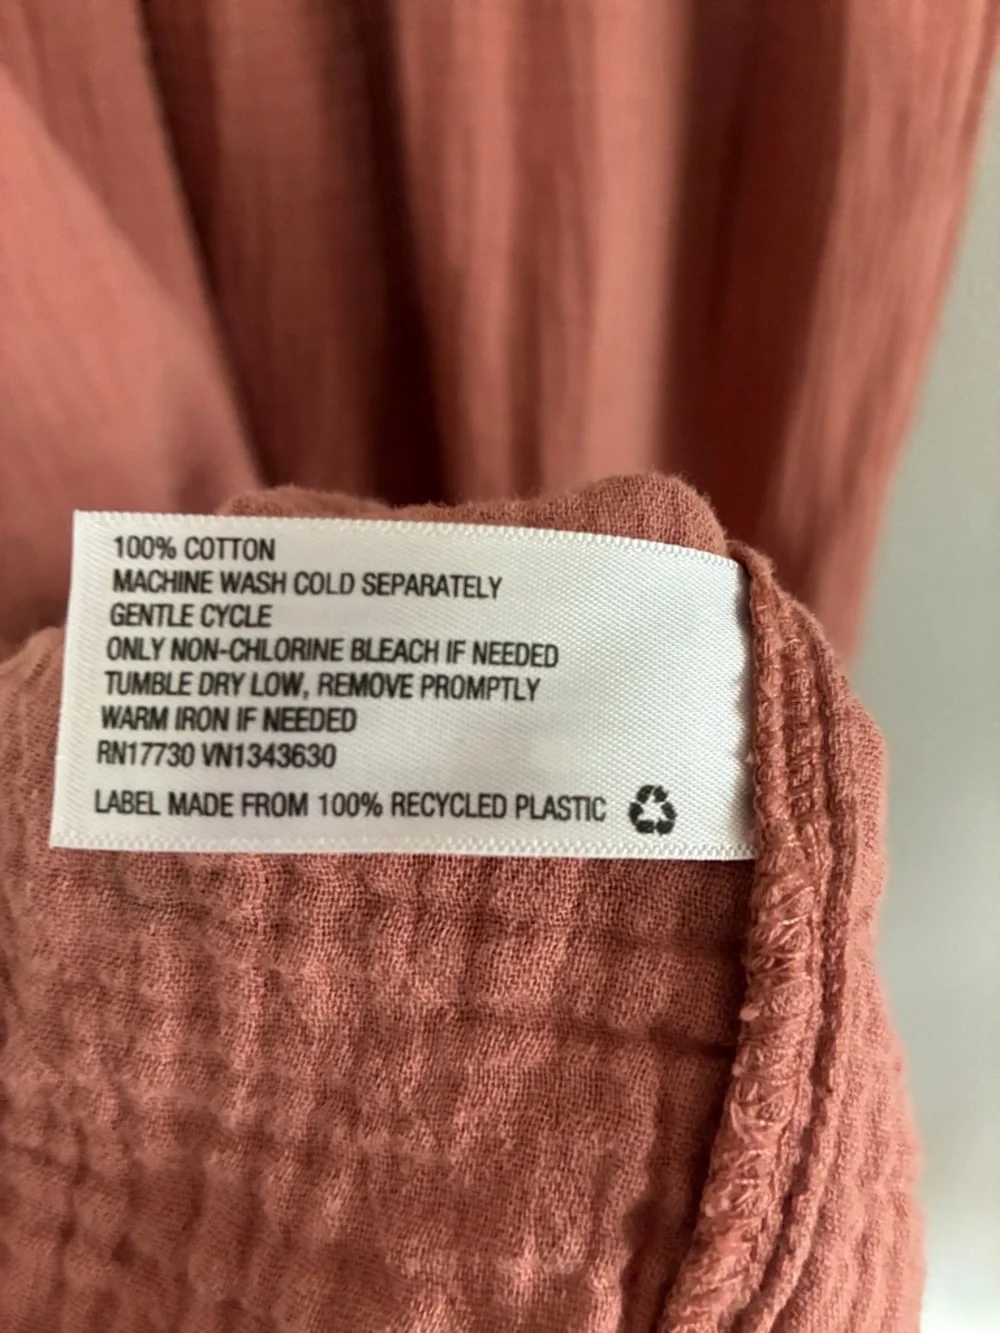 100% COTTON
MACHINE WASH COLD SEPARATELY
GENTLE CYCLE
ONLY NON-CHLORINE BLEACH IF NEEDED
TUMBLE DRY LOW, REMOVE PROMPTLY
WARM IRON IF NEEDED
RN17730 VN1343630
LABEL MADE FROM 100% RECYCLED PLASTIC